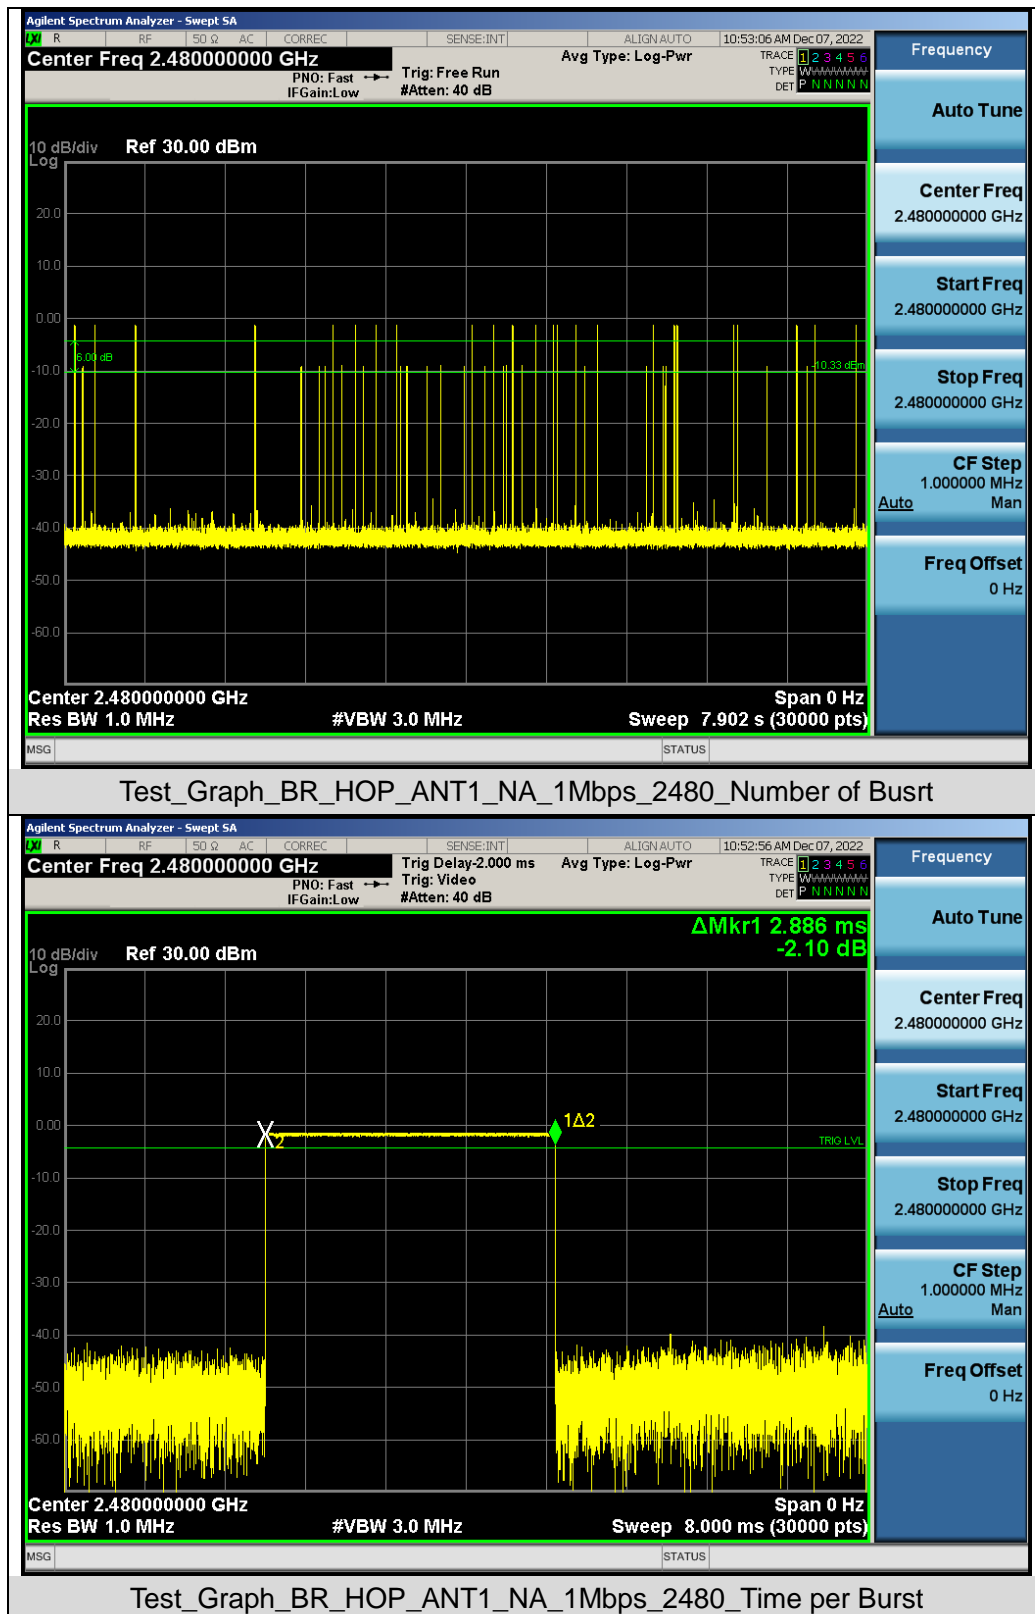 Agilent Spectrum Analyzer - Swept SA
LXI R RF 50 Ω AC CORREC SENSE:INT ALIGN AUTO 10:53:06 AM Dec 07, 2022
Center Freq 2.480000000 GHz
PNO: Fast
IFGain:Low
Trig: Free Run
#Atten: 40 dB
Avg Type: Log-Pwr
TRACE 1 2 3 4 5 6
TYPE W
DET P N N N N N
Frequency
Auto Tune
Center Freq
2.480000000 GHz
Start Freq
2.480000000 GHz
Stop Freq
2.480000000 GHz
CF Step
1.000000 MHz
Auto Man
Freq Offset
0 Hz
10 dB/div Ref 30.00 dBm
Log
20.0
10.0
0.00
6.00 dB
-10.0
-10.33 dBm
-20.0
-30.0
-40.0
-50.0
-60.0
Center 2.480000000 GHz Span 0 Hz
Res BW 1.0 MHz #VBW 3.0 MHz Sweep 7.902 s (30000 pts)
MSG STATUS
Test_Graph_BR_HOP_ANT1_NA_1Mbps_2480_Number of Busrt
Agilent Spectrum Analyzer - Swept SA
LXI R RF 50 Ω AC CORREC SENSE:INT ALIGN AUTO 10:52:56 AM Dec 07, 2022
Center Freq 2.480000000 GHz
PNO: Fast
IFGain:Low
Trig Delay-2.000 ms
Trig: Video
#Atten: 40 dB
Avg Type: Log-Pwr
TRACE 1 2 3 4 5 6
TYPE W
DET P N N N N N
Frequency
Auto Tune
Center Freq
2.480000000 GHz
Start Freq
2.480000000 GHz
Stop Freq
2.480000000 GHz
CF Step
1.000000 MHz
Auto Man
Freq Offset
0 Hz
ΔMkr1 2.886 ms
-2.10 dB
10 dB/div Ref 30.00 dBm
Log
20.0
10.0
0.00
X2
1Δ2
TRIG LVL
-10.0
-20.0
-30.0
-40.0
-50.0
-60.0
Center 2.480000000 GHz Span 0 Hz
Res BW 1.0 MHz #VBW 3.0 MHz Sweep 8.000 ms (30000 pts)
MSG STATUS
Test_Graph_BR_HOP_ANT1_NA_1Mbps_2480_Time per Burst